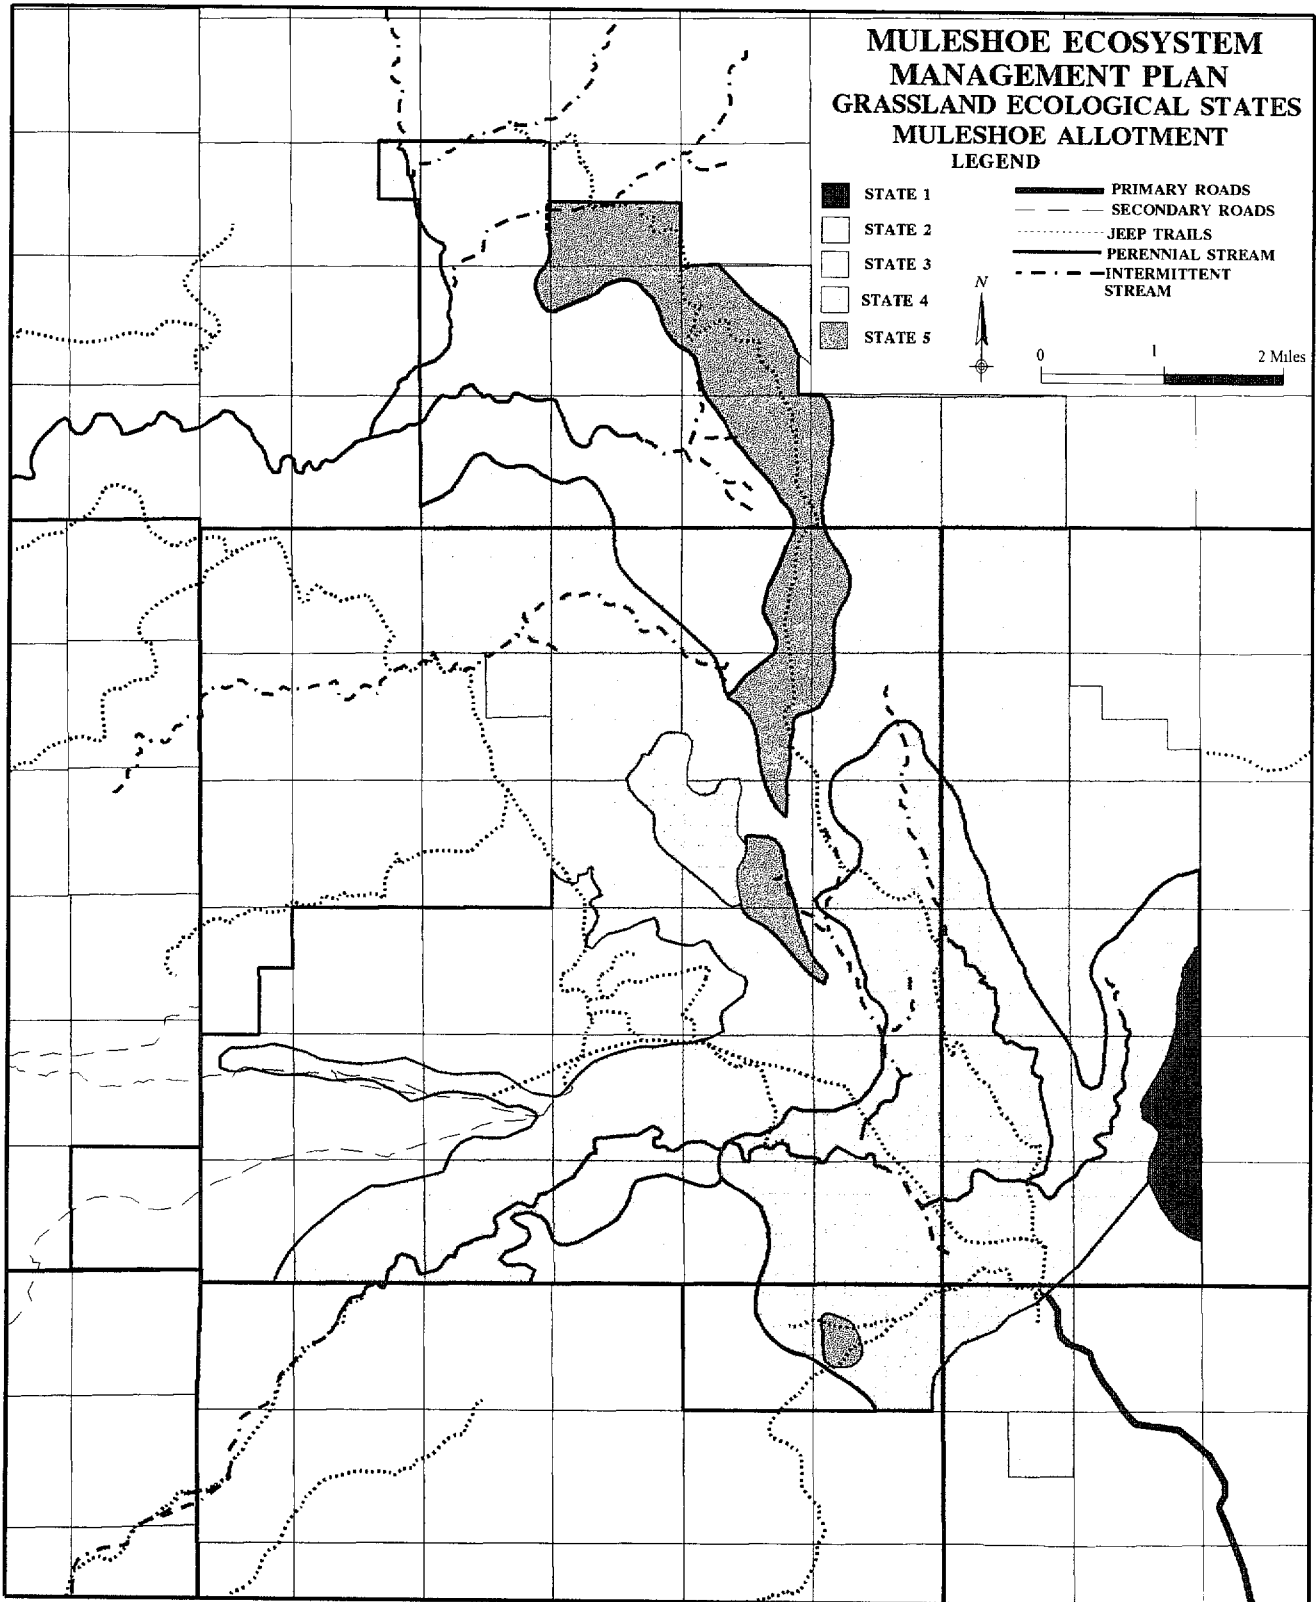 MULESHOE ECOSYSTEM
MANAGEMENT PLAN
GRASSLAND ECOLOGICAL STATES
MULESHOE ALLOTMENT
LEGEND
STATE 1
STATE 2
STATE 3
STATE 4
STATE 5
PRIMARY ROADS
SECONDARY ROADS
JEEP TRAILS
PERENNIAL STREAM
INTERMITTENT
STREAM
N
0 1 2 Miles